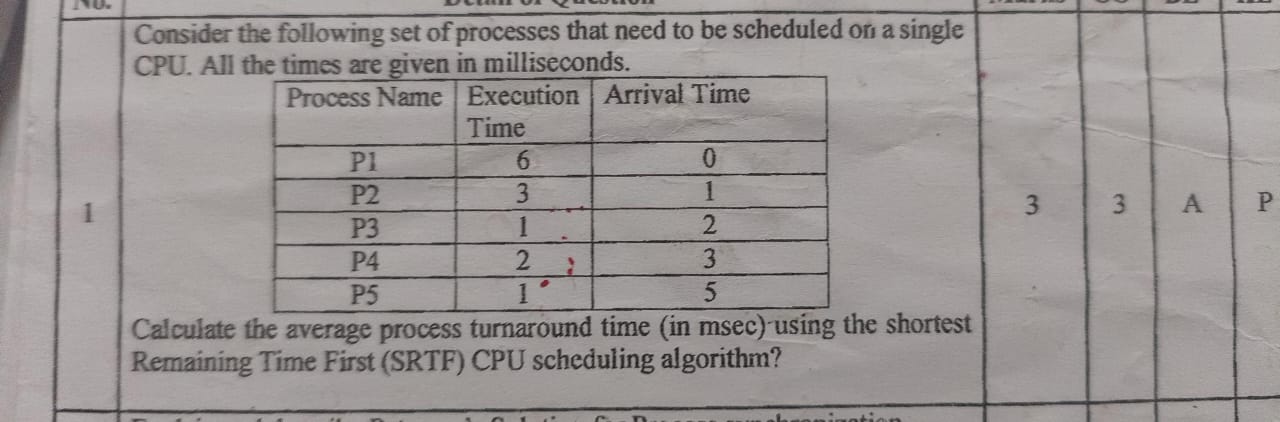 Consider the following set of processes that need to be scheduled on a single
CPU. All the times are given in milliseconds.
Process Name Execution Time Arrival Time
P1 6 0
P2 3 1
1 P3 1 2 3 3 A P
P4 2 3
P5 1 5
Calculate the average process turnaround time (in msec) using the shortest
Remaining Time First (SRTF) CPU scheduling algorithm?